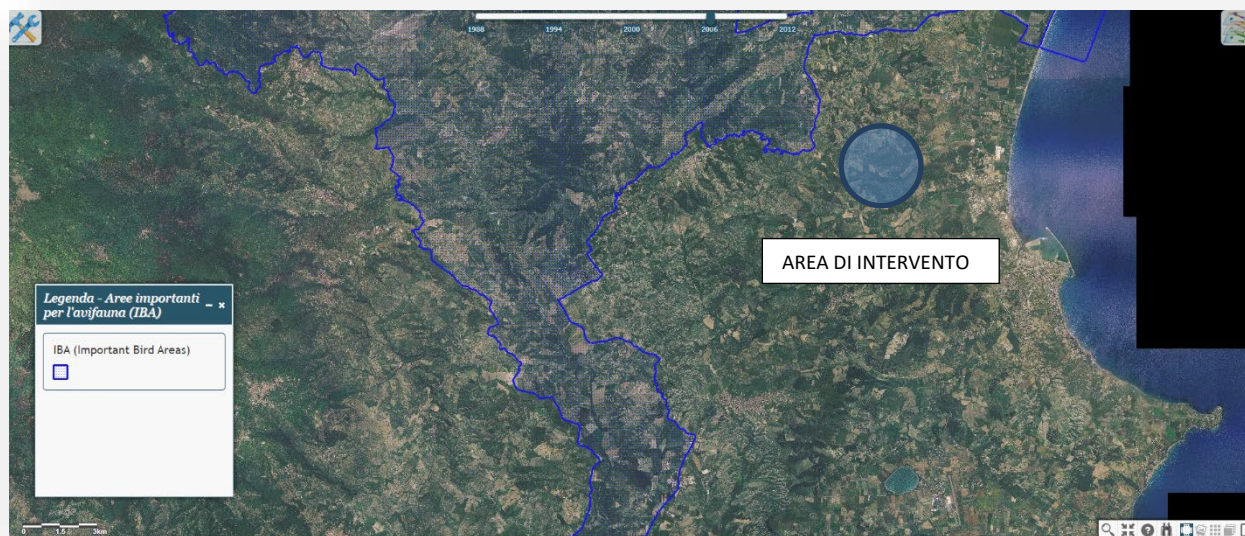 1988 1994 2000 2006 2012
AREA DI INTERVENTO
Legenda - Aree importanti
per l'avifauna (IBA)
IBA (Important Bird Areas)
0 1.5 3km